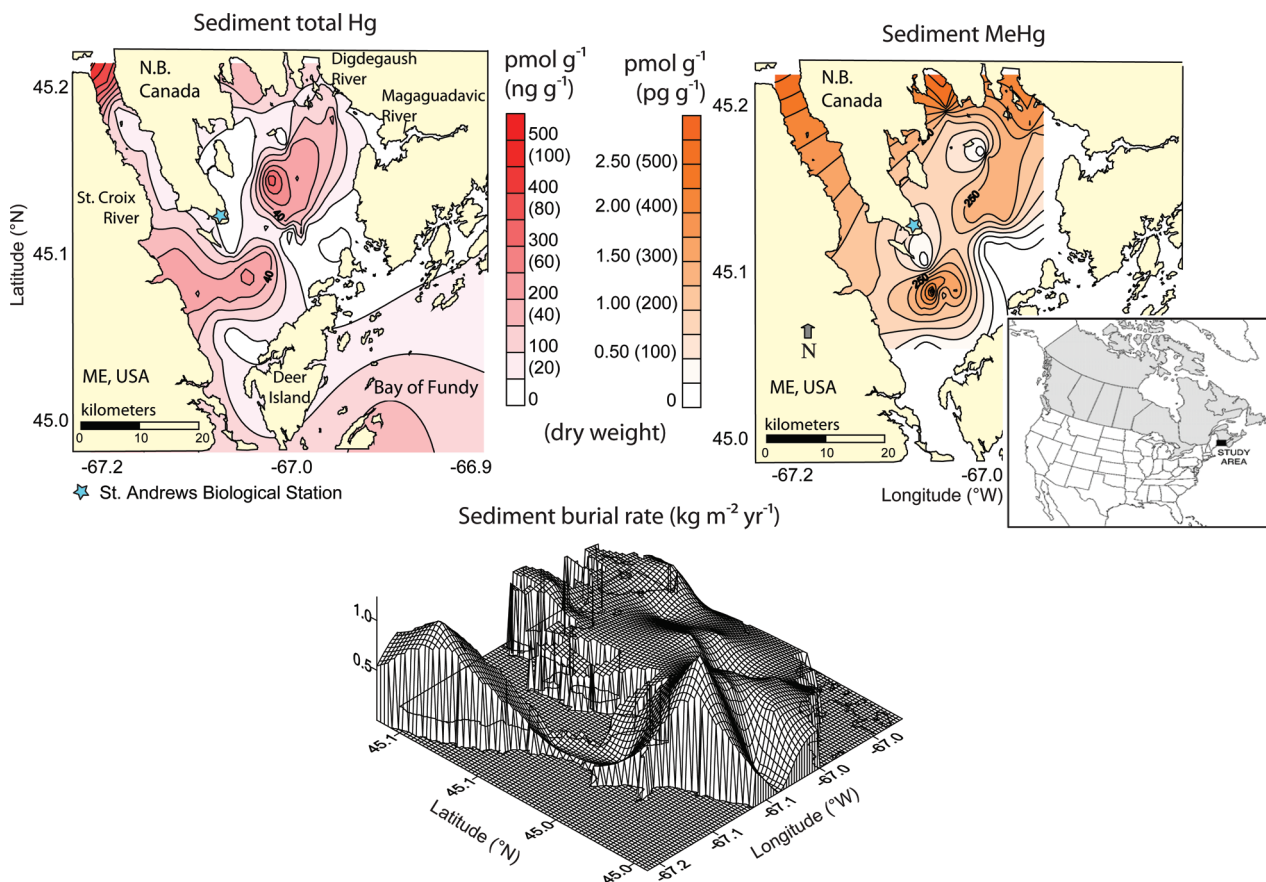 Sediment total Hg
45.2
45.1
45.0
Latitude (°N)
N.B.
Canada
Digdegaush
River
Magaguadavic
River
St. Croix
River
40
40
ME, USA
Deer
Island
Bay of Fundy
kilometers
0 10 20
-67.2 -67.0 -66.9
St. Andrews Biological Station
pmol g-1
(ng g-1)
500
(100)
400
(80)
300
(60)
200
(40)
100
(20)
0
pmol g-1
(pg g-1)
2.50 (500)
2.00 (400)
1.50 (300)
1.00 (200)
0.50 (100)
0
(dry weight)
Sediment MeHg
45.2
45.1
45.0
N.B.
Canada
250
250
N
ME, USA
kilometers
0 10 20
-67.2 -67.0
Longitude (°W)
STUDY
AREA
Sediment burial rate (kg m-2 yr-1)
1.0
0.5
45.1
45.1
45.0
45.0
Latitude (°N)
-67.2
-67.1
-67.1
-67.0
-67.0
Longitude (°W)